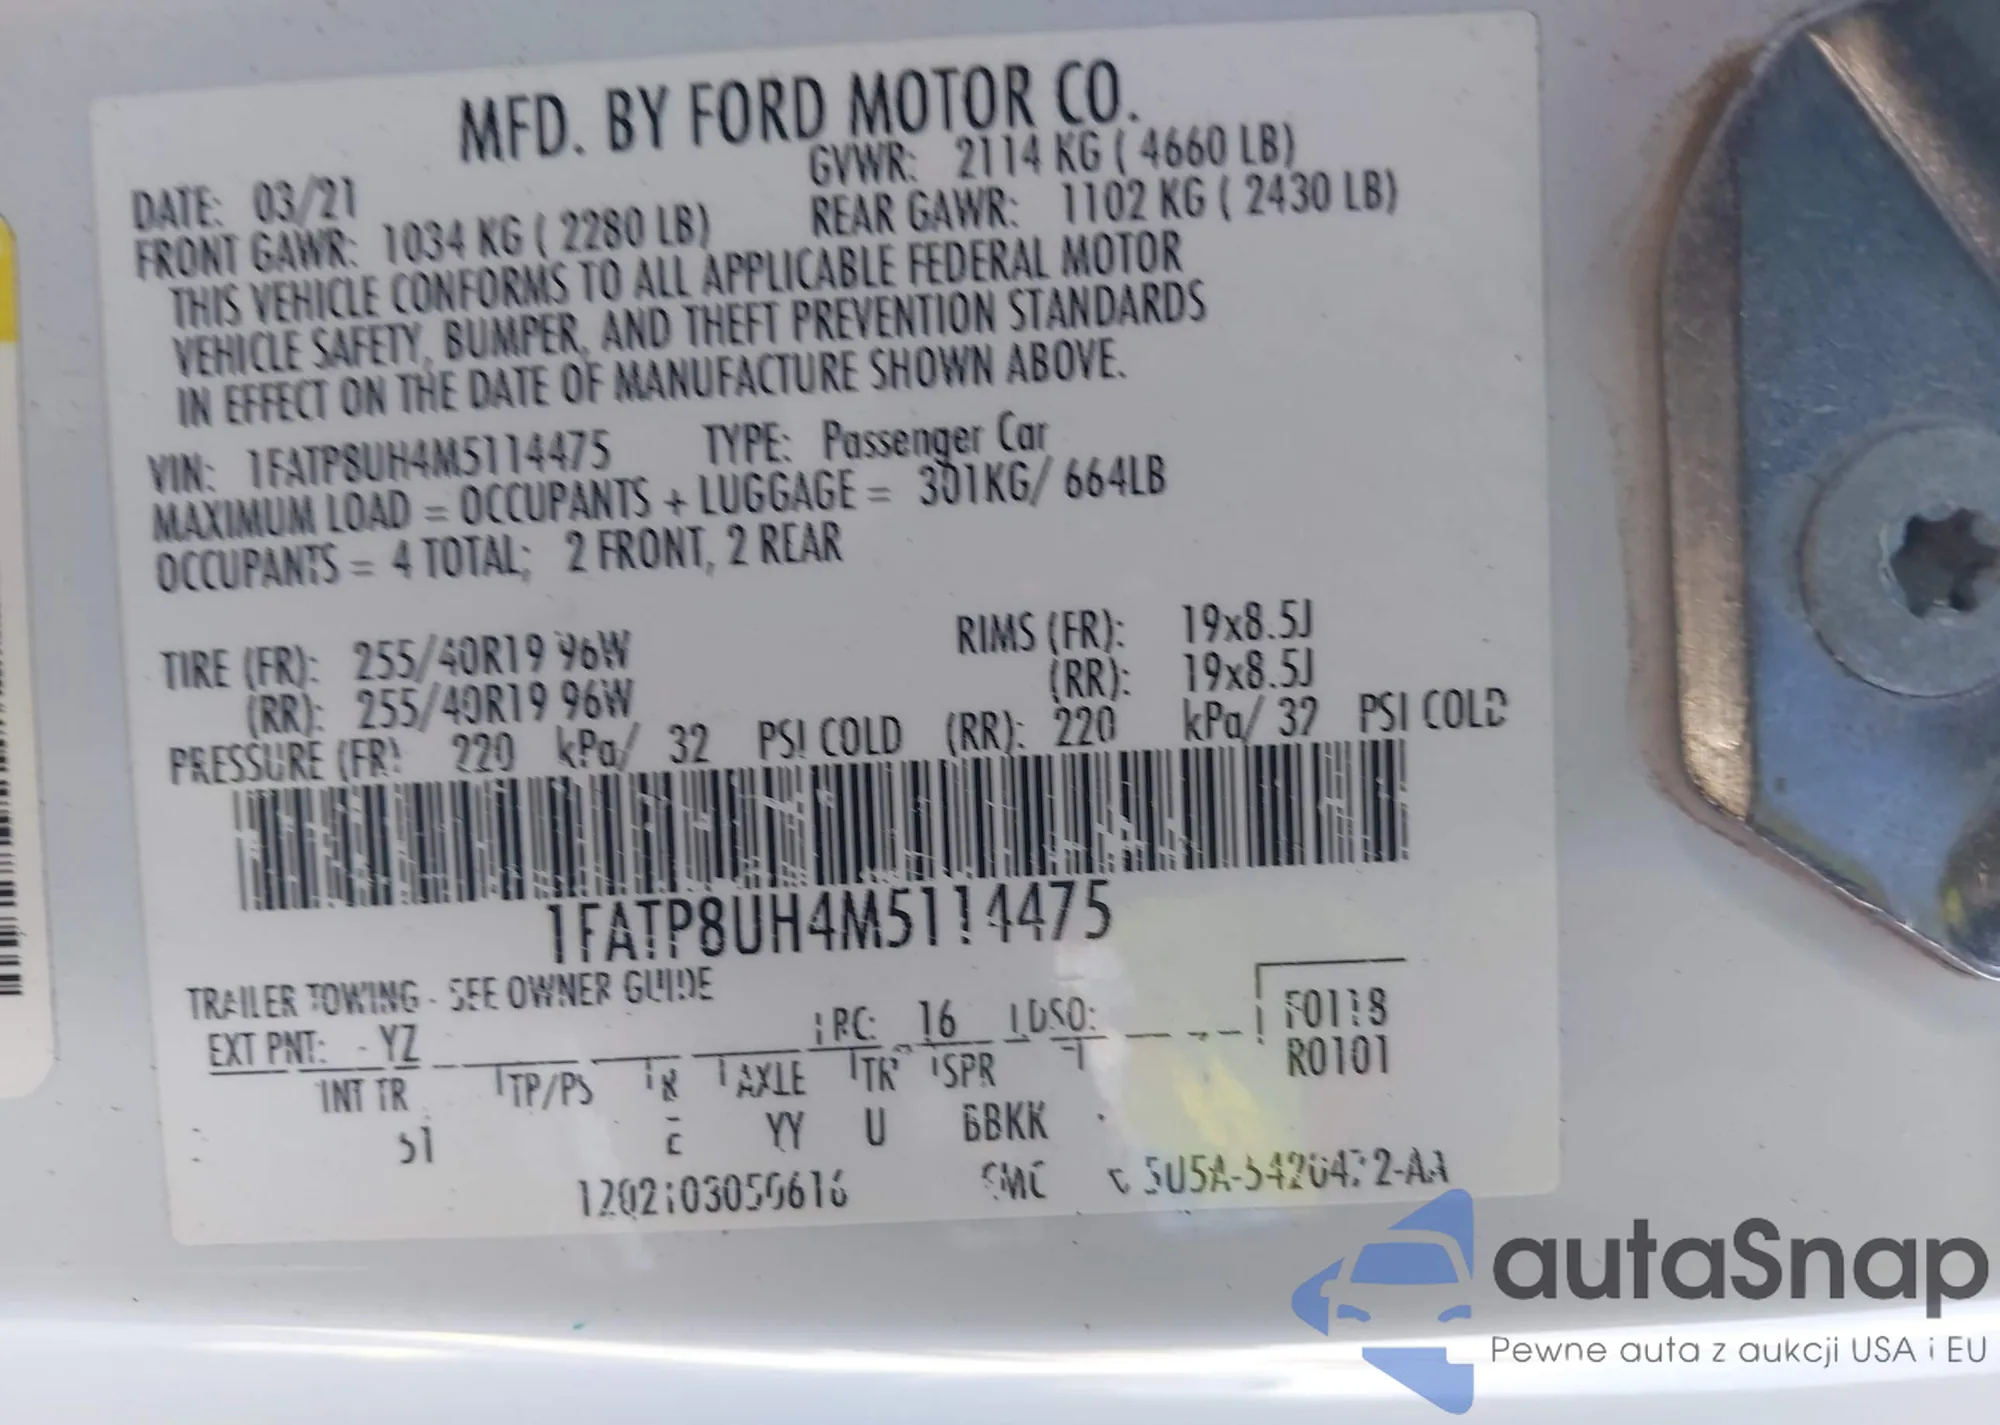 MFD. BY FORD MOTOR CO.
DATE: 03/21 GVWR: 2114 KG ( 4660 LB)
FRONT GAWR: 1034 KG ( 2280 LB) REAR GAWR: 1102 KG ( 2430 LB)
THIS VEHICLE CONFORMS TO ALL APPLICABLE FEDERAL MOTOR
VEHICLE SAFETY, BUMPER, AND THEFT PREVENTION STANDARDS
IN EFFECT ON THE DATE OF MANUFACTURE SHOWN ABOVE.
VIN: 1FATP8UH4M5114475 TYPE: Passenger Car
MAXIMUM LOAD = OCCUPANTS + LUGGAGE = 301KG/ 664LB
OCCUPANTS = 4 TOTAL; 2 FRONT, 2 REAR
TIRE (FR): 255/40R19 96W RIMS (FR): 19x8.5J
(RR): 255/40R19 96W (RR): 19x8.5J
PRESSURE (FR): 220 kPa/ 32 PSI COLD (RR): 220 kPa/ 32 PSI COLD
1FATP8UH4M5114475
TRAILER TOWING - SEE OWNER GUIDE
EXT PNT: YZ RC: 16 DSO: F0118
R0101
INT TR TP/PS R AXLE TR SPR
YY U BBKK
autaSnap
Pewne auta z aukcji USA i EU